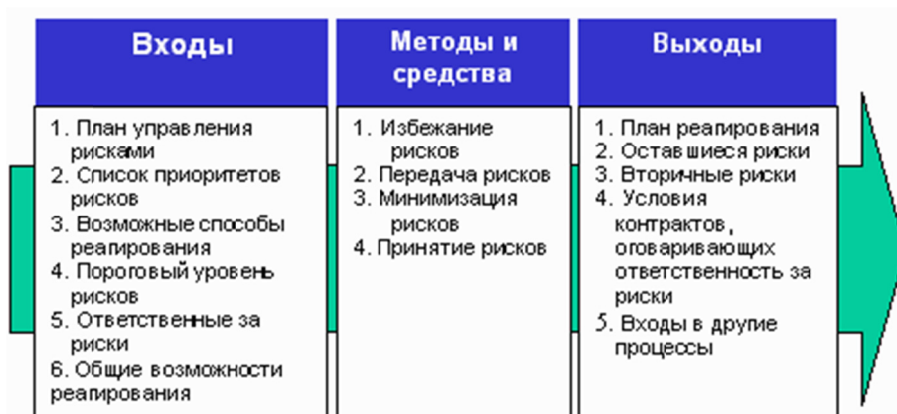 Входы
1. План управления
рисками
2. Список приоритетов
рисков
3. Возможные способы
реагирования
4. Пороговый уровень
рисков
5. Ответственные за
риски
6. Общие возможности
реагирования
Методы и
средства
1. Избежание
рисков
2. Передача рисков
3. Минимизация
рисков
4. Принятие рисков
Выходы
1. План реагирования
2. Оставшиеся риски
3. Вторичные риски
4. Условия
контрактов,
оговаривающих
ответственность за
риски
5. Входы в другие
процессы